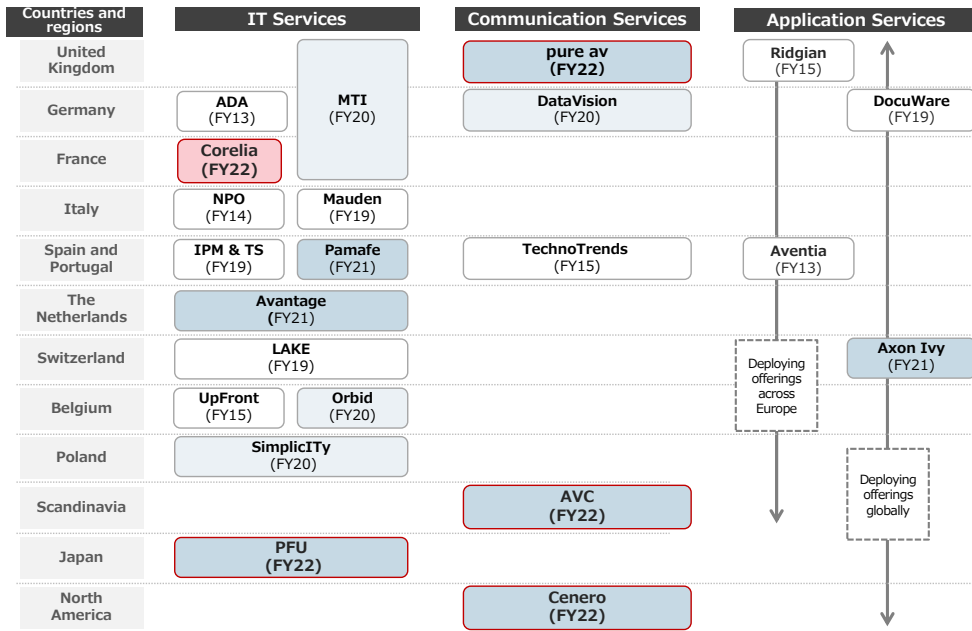 Countries and
regions
IT Services
Communication Services
Application Services
United
Kingdom
MTI
(FY20)
pure av
(FY22)
Ridgian
(FY15)
Germany
ADA
(FY13)
DataVision
(FY20)
DocuWare
(FY19)
France
Corelia
(FY22)
Italy
NPO
(FY14)
Mauden
(FY19)
Spain and
Portugal
IPM & TS
(FY19)
Pamafe
(FY21)
TechnoTrends
(FY15)
Aventia
(FY13)
The
Netherlands
Avantage
(FY21)
Switzerland
LAKE
(FY19)
Deploying
offerings
across
Europe
Axon Ivy
(FY21)
Belgium
UpFront
(FY15)
Orbid
(FY20)
Poland
SimplicITy
(FY20)
Deploying
offerings
globally
Scandinavia
AVC
(FY22)
Japan
PFU
(FY22)
North
America
Cenero
(FY22)